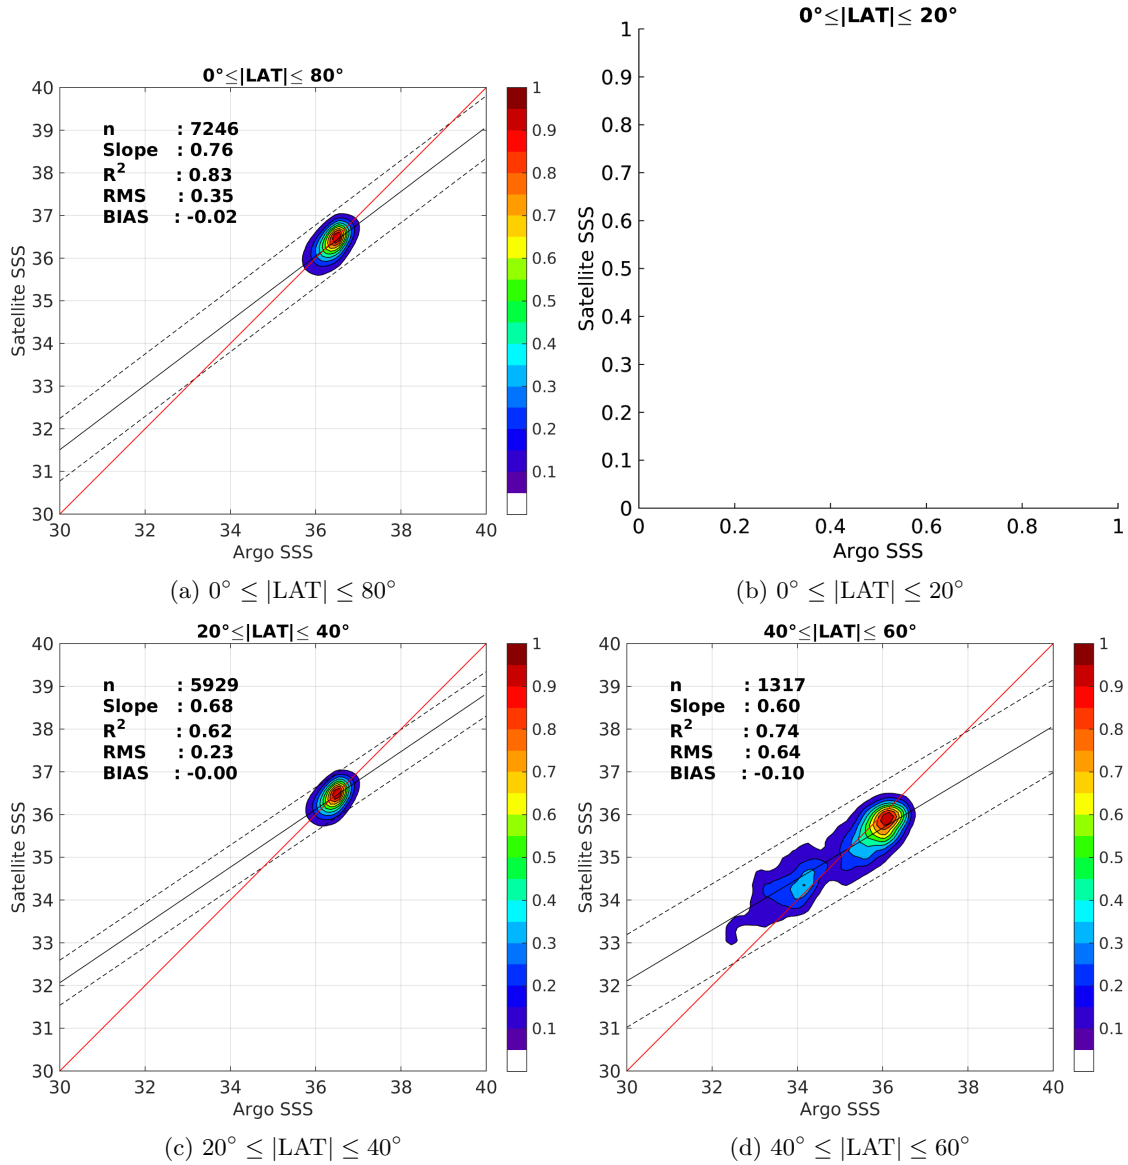 0°≤|LAT|≤ 80°
n : 7246
Slope : 0.76
R² : 0.83
RMS : 0.35
BIAS : -0.02
40
39
38
37
36
35
34
33
32
31
30
30 32 34 36 38 40
Satellite SSS
Argo SSS
1
0.9
0.8
0.7
0.6
0.5
0.4
0.3
0.2
0.1
(a) 0° ≤ |LAT| ≤ 80°
0°≤|LAT|≤ 20°
1
0.9
0.8
0.7
0.6
0.5
0.4
0.3
0.2
0.1
0
0 0.2 0.4 0.6 0.8 1
Satellite SSS
Argo SSS
(b) 0° ≤ |LAT| ≤ 20°
20°≤|LAT|≤ 40°
n : 5929
Slope : 0.68
R² : 0.62
RMS : 0.23
BIAS : -0.00
40
39
38
37
36
35
34
33
32
31
30
30 32 34 36 38 40
Satellite SSS
Argo SSS
1
0.9
0.8
0.7
0.6
0.5
0.4
0.3
0.2
0.1
(c) 20° ≤ |LAT| ≤ 40°
40°≤|LAT|≤ 60°
n : 1317
Slope : 0.60
R² : 0.74
RMS : 0.64
BIAS : -0.10
40
39
38
37
36
35
34
33
32
31
30
30 32 34 36 38 40
Satellite SSS
Argo SSS
1
0.9
0.8
0.7
0.6
0.5
0.4
0.3
0.2
0.1
(d) 40° ≤ |LAT| ≤ 60°